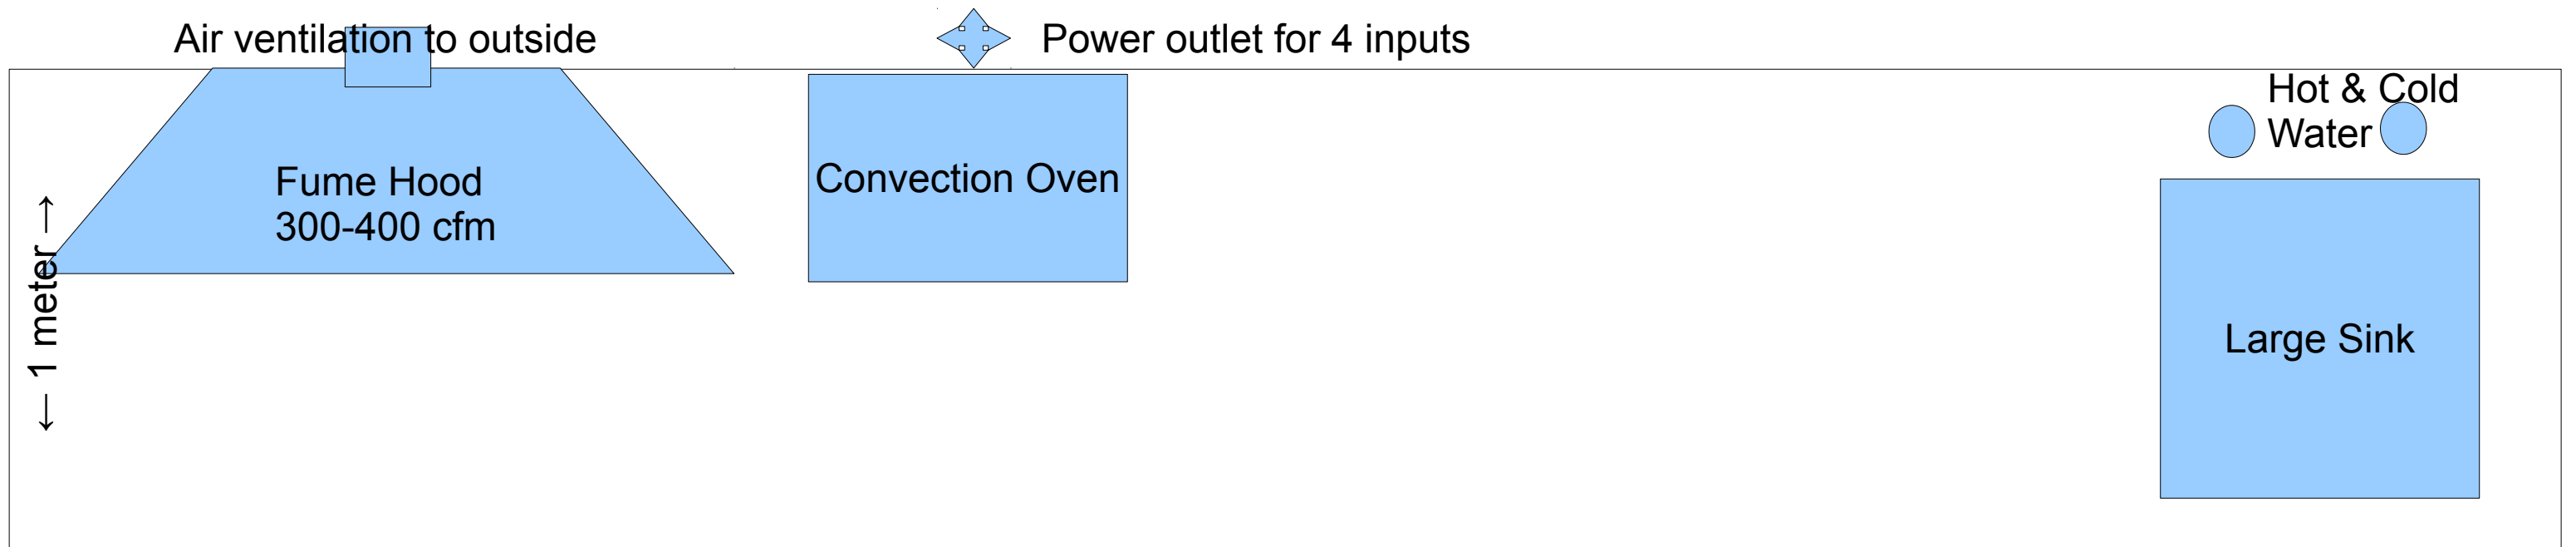 Air ventilation to outside
Power outlet for 4 inputs
Hot & Cold
Water
Convection Oven
Fume Hood
300-400 cfm
← 1 meter →
Large Sink